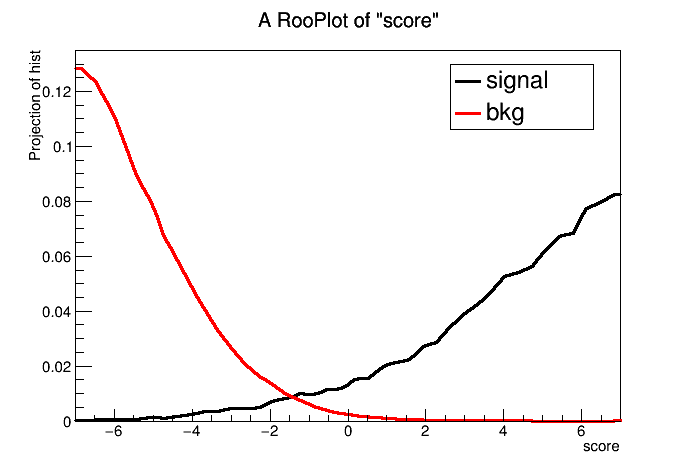 A RooPlot of "score"
Projection of hist
signal
bkg
0.12
0.1
0.08
0.06
0.04
0.02
0
−6 −4 −2 0 2 4 6
score